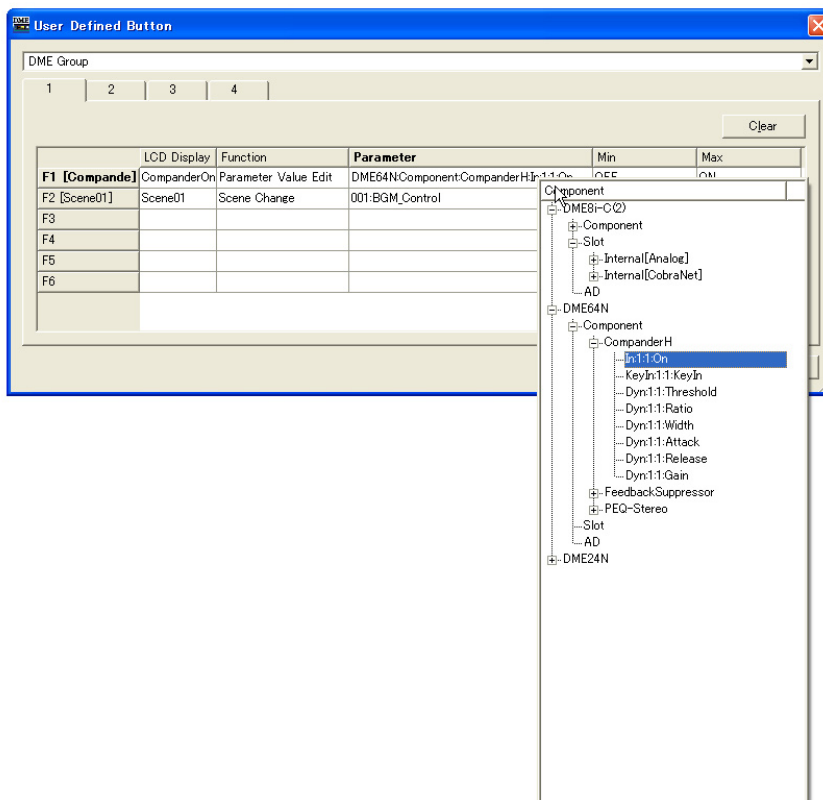 DME User Defined Button
DME Group
1 2 3 4
Clear
LCD Display Function Parameter Min Max
F1 [Compande] CompanderOn Parameter Value Edit DME64N:Component:CompanderH:In:1:1:On OFF ON
F2 [Scene01] Scene01 Scene Change 001:BGM_Control
F3
F4
F5
F6
Component
DME8i-C(2)
Component
Slot
Internal[Analog]
Internal[CobraNet]
AD
DME64N
Component
CompanderH
In:1:1:On
KeyIn:1:1:KeyIn
Dyn:1:1:Threshold
Dyn:1:1:Ratio
Dyn:1:1:Width
Dyn:1:1:Attack
Dyn:1:1:Release
Dyn:1:1:Gain
FeedbackSuppressor
PEQ-Stereo
Slot
AD
DME24N